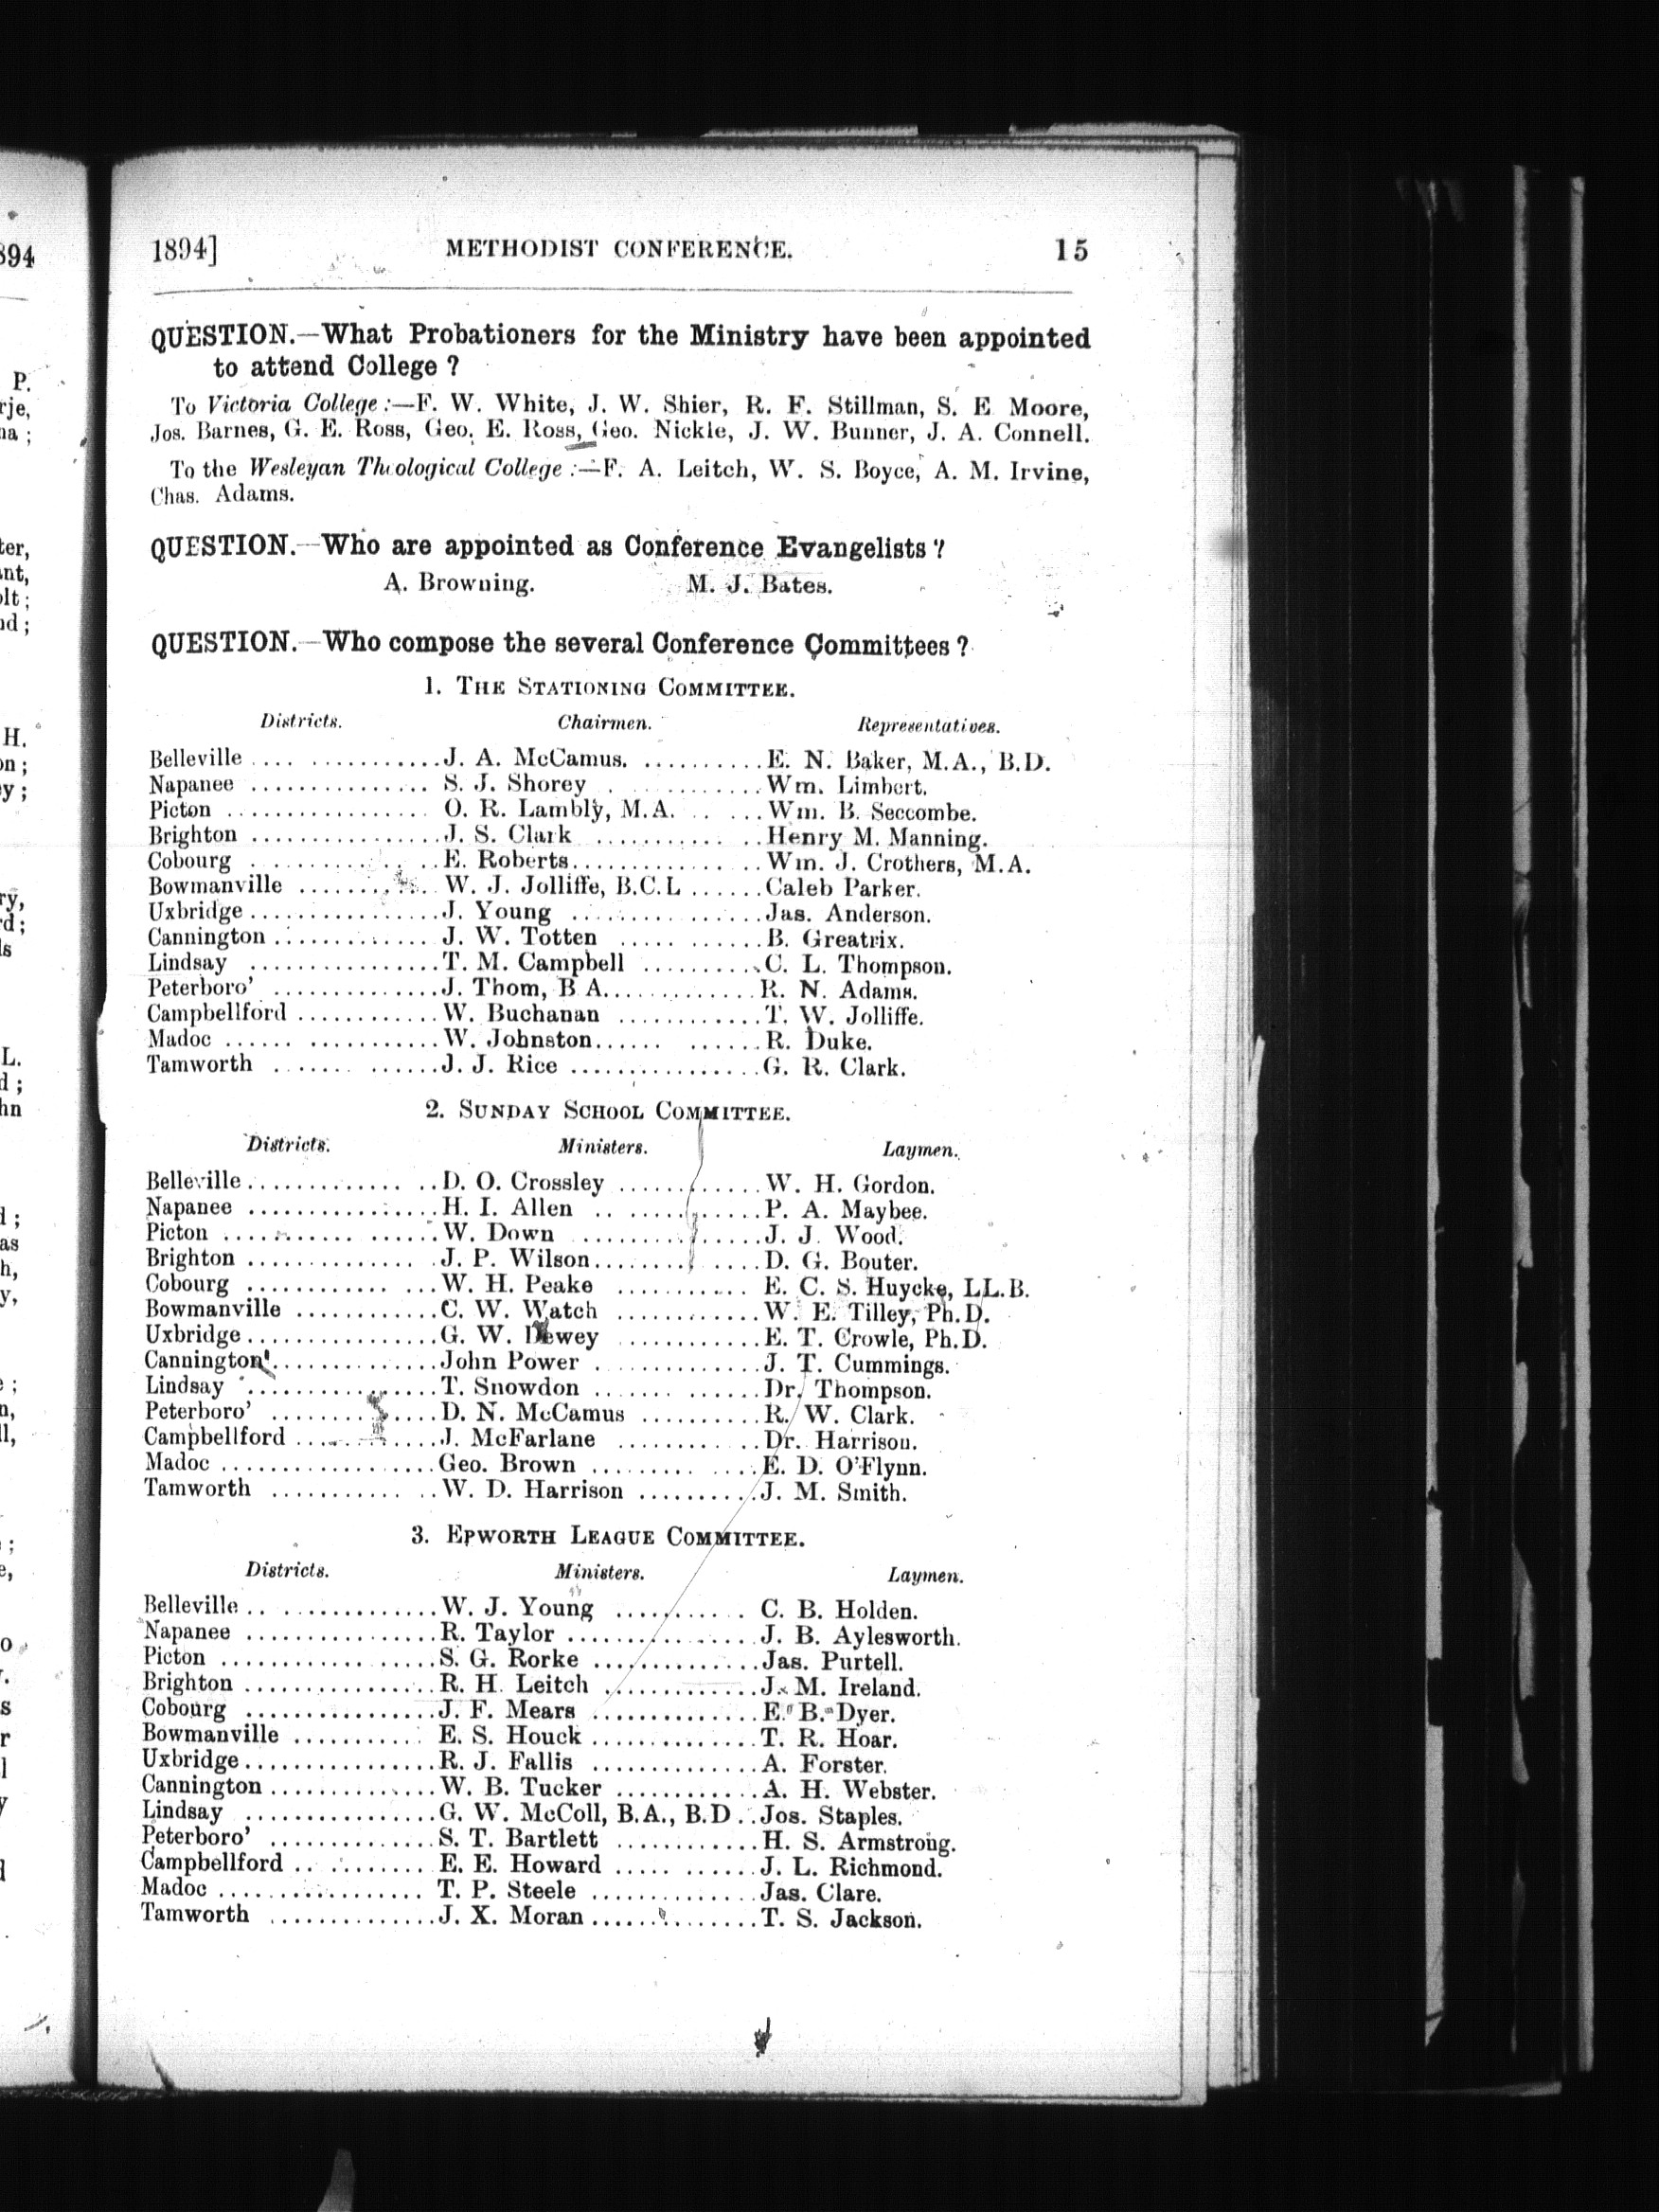 1894] METHODIST CONFERENCE. 15
QUESTION.—What Probationers for the Ministry have been appointed
to attend College ?
To Victoria College :—F. W. White, J. W. Shier, R. F. Stillman, S. E Moore,
Jos. Barnes, G. E. Ross, Geo. E. Ross, Geo. Nickle, J. W. Bunner, J. A. Connell.
To the Wesleyan Theological College :—F. A. Leitch, W. S. Boyce, A. M. Irvine,
Chas. Adams.
QUESTION.—Who are appointed as Conference Evangelists ?
A. Browning. M. J. Bates.
QUESTION.—Who compose the several Conference Committees ?
1. THE STATIONING COMMITTEE.
Districts. Chairmen. Representatives.
Belleville ............... J. A. McCamus. .......... E. N. Baker, M.A., B.D.
Napanee ............... S. J. Shorey ............ Wm. Limbert.
Picton ................. O. R. Lambly, M.A. ..... Wm. B. Seccombe.
Brighton ............... J. S. Clark ............. Henry M. Manning.
Cobourg ............... E. Roberts............... Wm. J. Crothers, M.A.
Bowmanville ........... W. J. Jolliffe, B.C.L ...... Caleb Parker.
Uxbridge ............... J. Young ............... Jas. Anderson.
Cannington ............. J. W. Totten ............ B. Greatrix.
Lindsay ................ T. M. Campbell .......... C. L. Thompson.
Peterboro' .............. J. Thom, B A............. R. N. Adams.
Campbellford ............ W. Buchanan ............ T. W. Jolliffe.
Madoc ................. W. Johnston............ R. Duke.
Tamworth .............. J. J. Rice ................ G. R. Clark.
2. SUNDAY SCHOOL COMMITTEE.
Districts. Ministers. Laymen.
Belleville ............... D. O. Crossley ............ W. H. Gordon.
Napanee ................ H. I. Allen .............. P. A. Maybee.
Picton .................. W. Down ............... J. J. Wood.
Brighton ............... J. P. Wilson.............. D. G. Bouter.
Cobourg ................ W. H. Peake ............ E. C. S. Huycke, LL.B.
Bowmanville ............ C. W. Watch ............ W. E. Tilley, Ph.D.
Uxbridge ................ G. W. Dewey ............ E. T. Crowle, Ph.D.
Cannington .............. John Power .............. J. T. Cummings.
Lindsay ................ T. Snowdon .............. Dr. Thompson.
Peterboro' .............. D. N. McCamus .......... R. W. Clark.
Campbellford ............ J. McFarlane ............ Dr. Harrison.
Madoc .................. Geo. Brown .............. E. D. O'Flynn.
Tamworth .............. W. D. Harrison .......... J. M. Smith.
3. EPWORTH LEAGUE COMMITTEE.
Districts. Ministers. Laymen.
Belleville ............... W. J. Young ............ C. B. Holden.
Napanee ................ R. Taylor ................ J. B. Aylesworth.
Picton .................. S. G. Rorke .............. Jas. Purtell.
Brighton ................ R. H. Leitch ............. J. M. Ireland.
Cobourg ................ J. F. Mears .............. E. B. Dyer.
Bowmanville ........... E. S. Houck .............. T. R. Hoar.
Uxbridge ................ R. J. Fallis .............. A. Forster.
Cannington .............. W. B. Tucker ............ A. H. Webster.
Lindsay ................ G. W. McColl, B.A., B.D .. Jos. Staples.
Peterboro' .............. S. T. Bartlett ............ H. S. Armstrong.
Campbellford ........... E. E. Howard ............ J. L. Richmond.
Madoc ................. T. P. Steele .............. Jas. Clare.
Tamworth .............. J. X. Moran .............. T. S. Jackson.